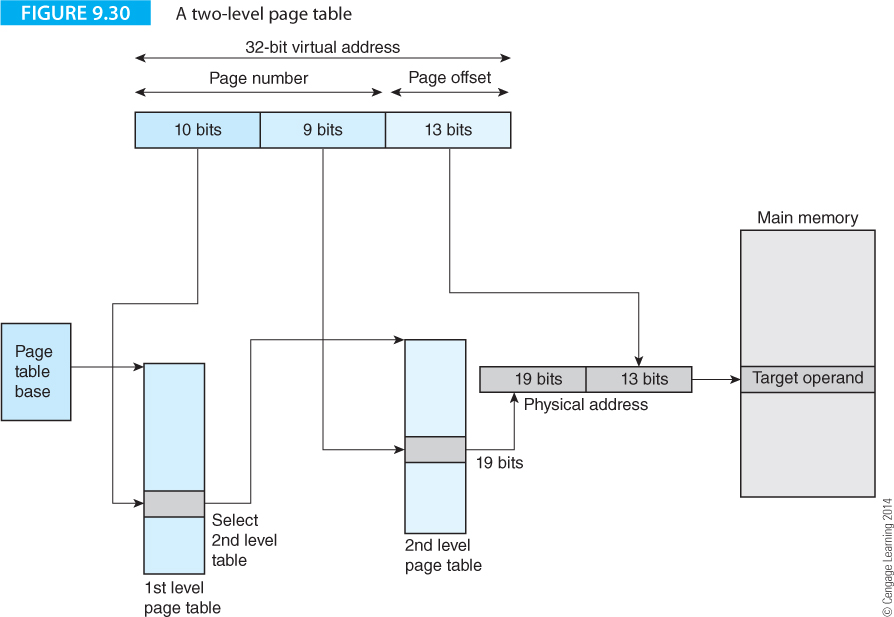 FIGURE 9.30 A two-level page table
32-bit virtual address
Page number Page offset
10 bits 9 bits 13 bits
Main memory
Page
table
base
19 bits 13 bits
Target operand
Physical address
19 bits
Select
2nd level
table
2nd level
page table
1st level
page table
© Cengage Learning 2014